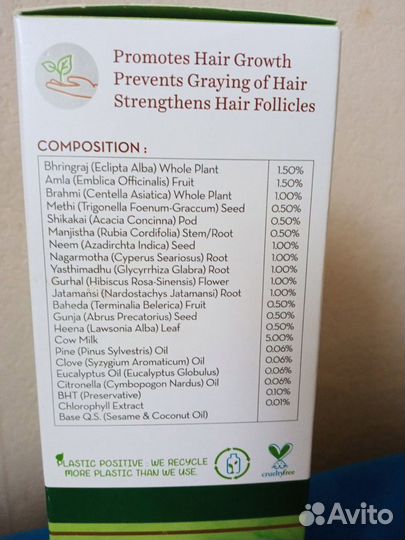 Promotes Hair Growth
Prevents Graying of Hair
Strengthens Hair Follicles
COMPOSITION :
Bhringraj (Eclipta Alba) Whole Plant 1.50%
Amla (Emblica Officinalis) Fruit 1.50%
Brahmi (Centella Asiatica) Whole Plant 1.00%
Methi (Trigonella Foenum-Graccum) Seed 0.50%
Shikakai (Acacia Concinna) Pod 0.50%
Manjistha (Rubia Cordifolia) Stem/Root 0.50%
Neem (Azadirchta Indica) Seed 1.00%
Nagarmotha (Cyperus Seariosus) Root 1.00%
Yasthimadhu (Glycyrrhiza Glabra) Root 1.00%
Gurhal (Hibiscus Rosa-Sinensis) Flower 1.00%
Jatamansi (Nardostachys Jatamansi) Root 1.00%
Baheda (Terminalia Belerica) Fruit 0.50%
Gunja (Abrus Precatorius) Seed 0.50%
Heena (Lawsonia Alba) Leaf 0.50%
Cow Milk 5.00%
Pine (Pinus Sylvestris) Oil 0.06%
Clove (Syzygium Aromaticum) Oil 0.06%
Eucalyptus Oil (Eucalyptus Globulus) 0.06%
Citronella (Cymbopogon Nardus) Oil 0.06%
BHT (Preservative) 0.10%
Chlorophyll Extract 0.01%
Base Q.S. (Sesame & Coconut Oil)
PLASTIC POSITIVE : WE RECYCLE
MORE PLASTIC THAN WE USE.
crueltyfree
Avito